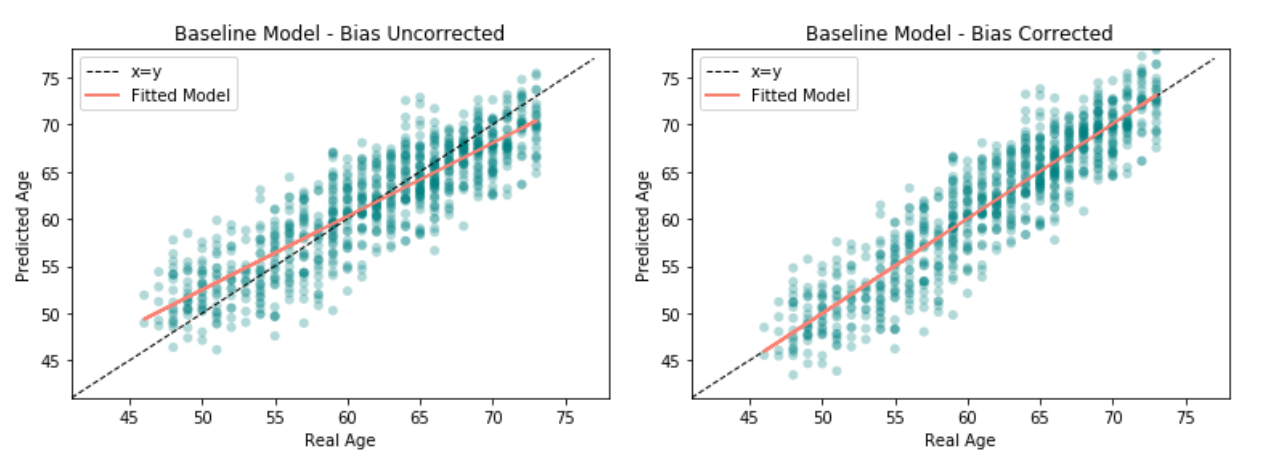 Baseline Model - Bias Uncorrected
x=y
Fitted Model
75
70
65
60
55
50
45
Predicted Age
45 50 55 60 65 70 75
Real Age
Baseline Model - Bias Corrected
x=y
Fitted Model
75
70
65
60
55
50
45
Predicted Age
45 50 55 60 65 70 75
Real Age